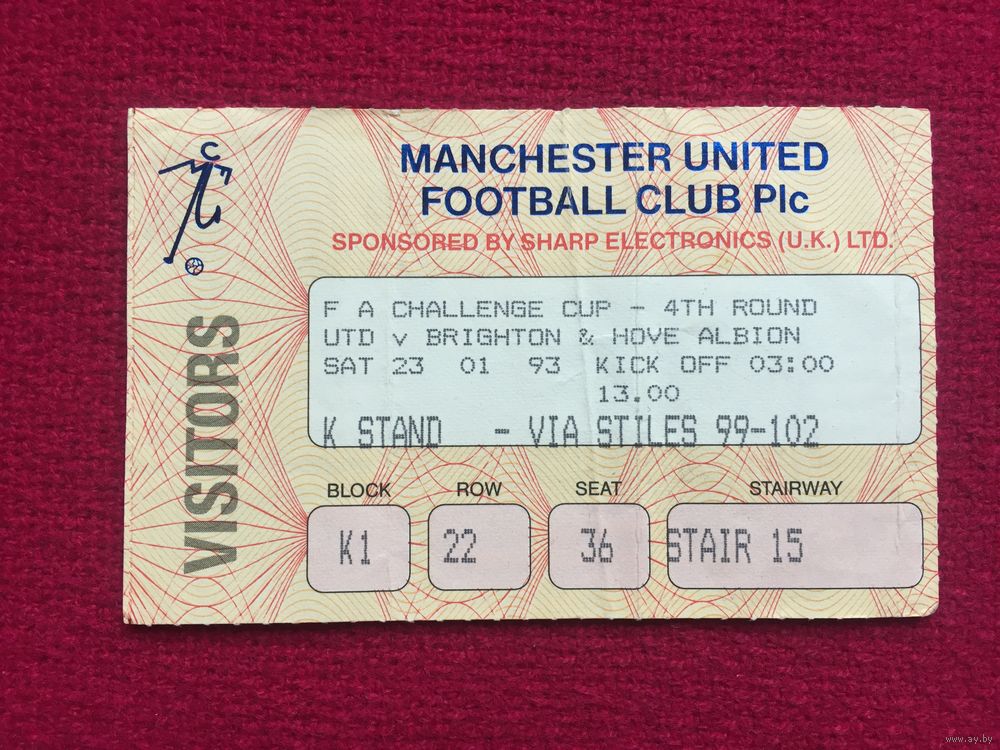 MANCHESTER UNITED
FOOTBALL CLUB Plc
SPONSORED BY SHARP ELECTRONICS (U.K.) LTD.
VISITORS
F A CHALLENGE CUP - 4TH ROUND
UTD v BRIGHTON & HOVE ALBION
SAT 23 01 93 KICK OFF 03:00
13.00
K STAND - VIA STILES 99-102
BLOCK ROW SEAT STAIRWAY
K1 22 36 STAIR 15
www.ay.by